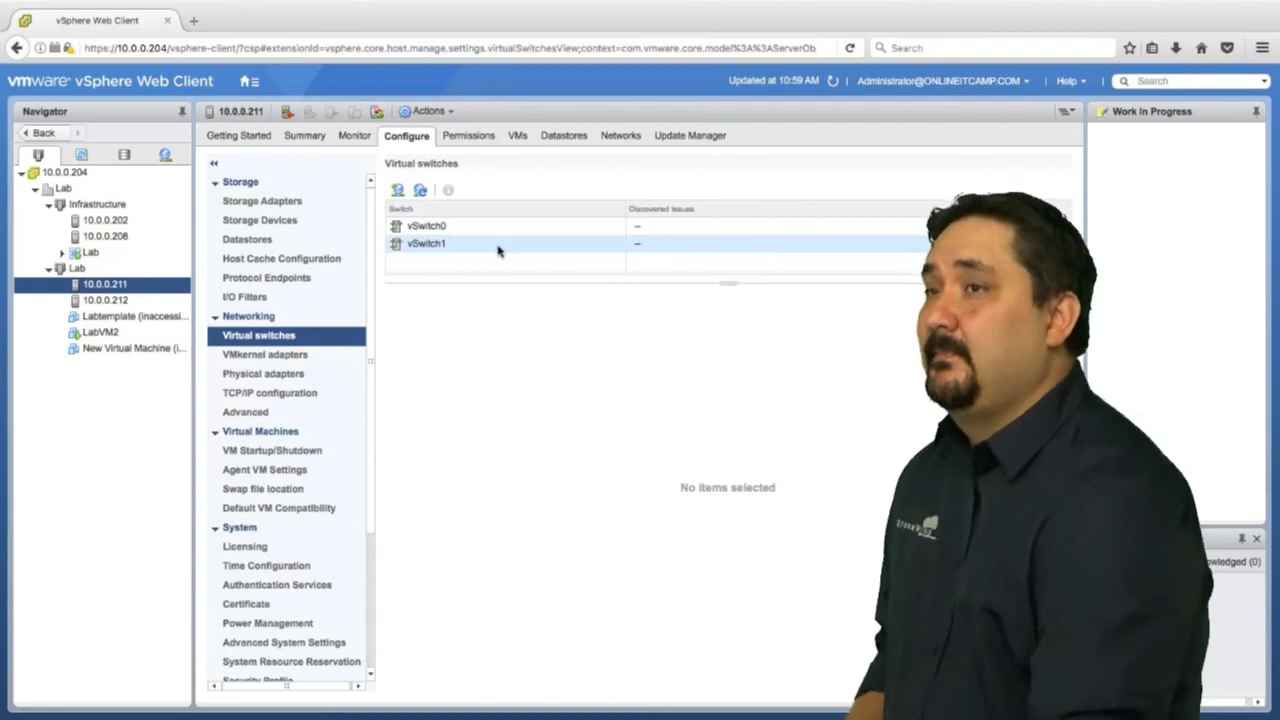 vSphere Web Client
https://10.0.0.204/vsphere-client/?csp#extensionId=vsphere.core.host.manage.settings.virtualSwitchesView;context=com.vmware.core.model%3A%3AServerOb
Search
vmware® vSphere Web Client
Updated at 10:59 AM
Administrator@ONLINEITCAMP.COM
Help
Search
Navigator
Back
10.0.0.204
Lab
Infrastructure
10.0.0.202
10.0.0.208
Lab
Lab
10.0.0.211
10.0.0.212
Labtemplate (inaccessi...
LabVM2
New Virtual Machine (i...
10.0.0.211
Actions
Getting Started
Summary
Monitor
Configure
Permissions
VMs
Datastores
Networks
Update Manager
Storage
Storage Adapters
Storage Devices
Datastores
Host Cache Configuration
Protocol Endpoints
I/O Filters
Networking
Virtual switches
VMkernel adapters
Physical adapters
TCP/IP configuration
Advanced
Virtual Machines
VM Startup/Shutdown
Agent VM Settings
Swap file location
Default VM Compatibility
System
Licensing
Time Configuration
Authentication Services
Certificate
Power Management
Advanced System Settings
System Resource Reservation
Security Profile
Virtual switches
Switch
Discovered Issues
vSwitch0
--
vSwitch1
--
No items selected
Work In Progress
wledged (0)